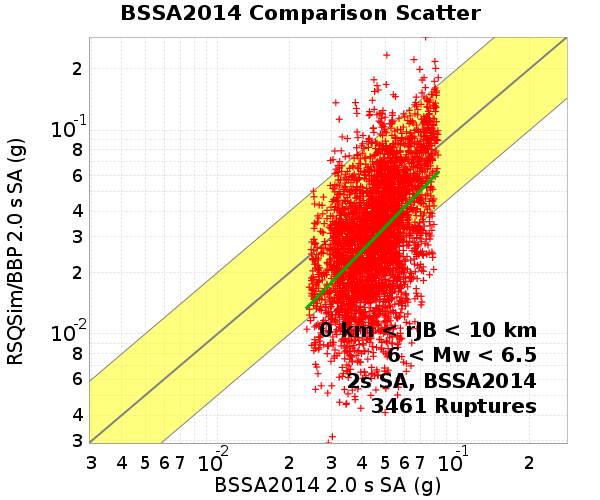 BSSA2014 Comparison Scatter
RSQSim/BBP 2.0 s SA (g)
2
10-1
8
6
4
3
2
10-2
8
6
4
3
0 km < rJB < 10 km
6 < Mw < 6.5
2s SA, BSSA2014
3461 Ruptures
3 4 5 6 7 10-2 2 3 4 5 6 7 10-1 2
BSSA2014 2.0 s SA (g)